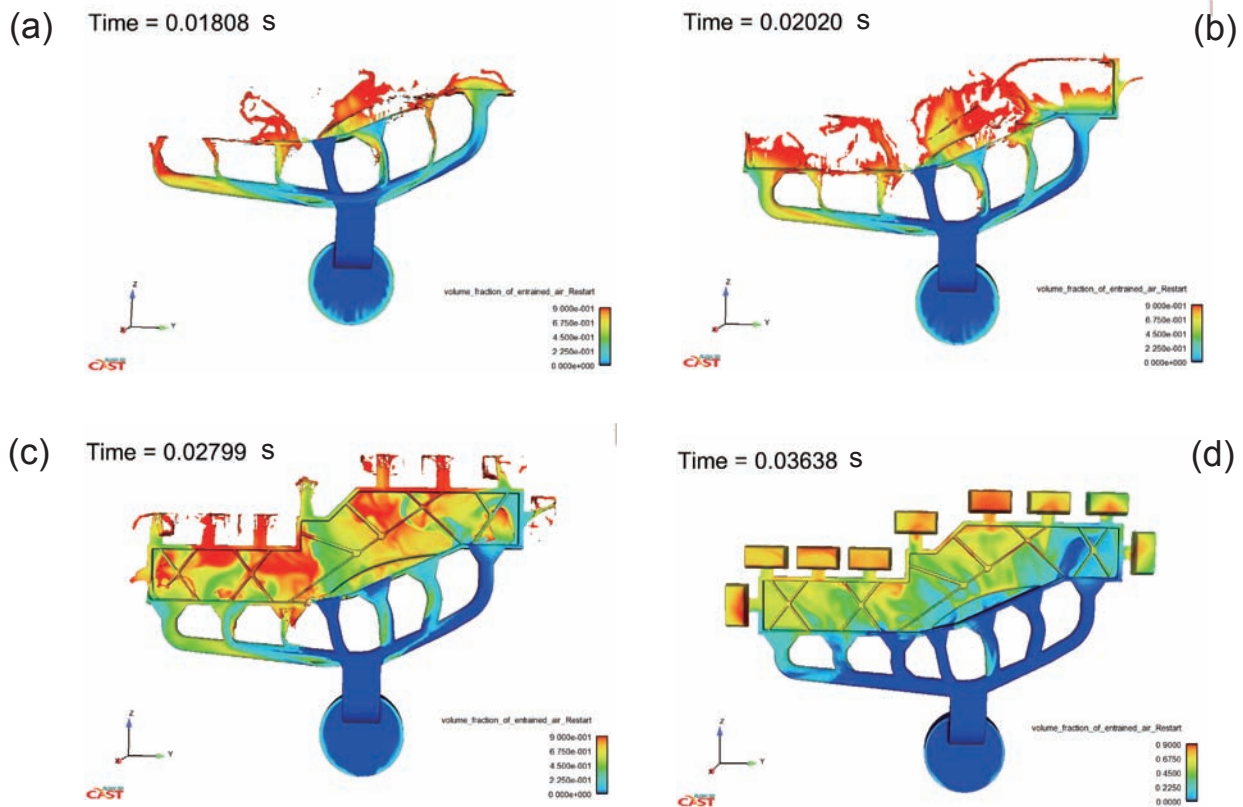 (a)
Time = 0.01808 s
Z
Y
X
volume_fraction_of_entrained_air_Restart
9.000e-001
6.750e-001
4.500e-001
2.250e-001
0.000e+000
CAST
(b)
Time = 0.02020 s
Z
Y
X
volume_fraction_of_entrained_air_Restart
9.000e-001
6.750e-001
4.500e-001
2.250e-001
0.000e+000
CAST
(c)
Time = 0.02799 s
Z
Y
X
volume_fraction_of_entrained_air_Restart
9.000e-001
6.750e-001
4.500e-001
2.250e-001
0.000e+000
CAST
(d)
Time = 0.03638 s
Z
Y
X
volume_fraction_of_entrained_air_Restart
0.9000
0.6750
0.4500
0.2250
0.0000
CAST